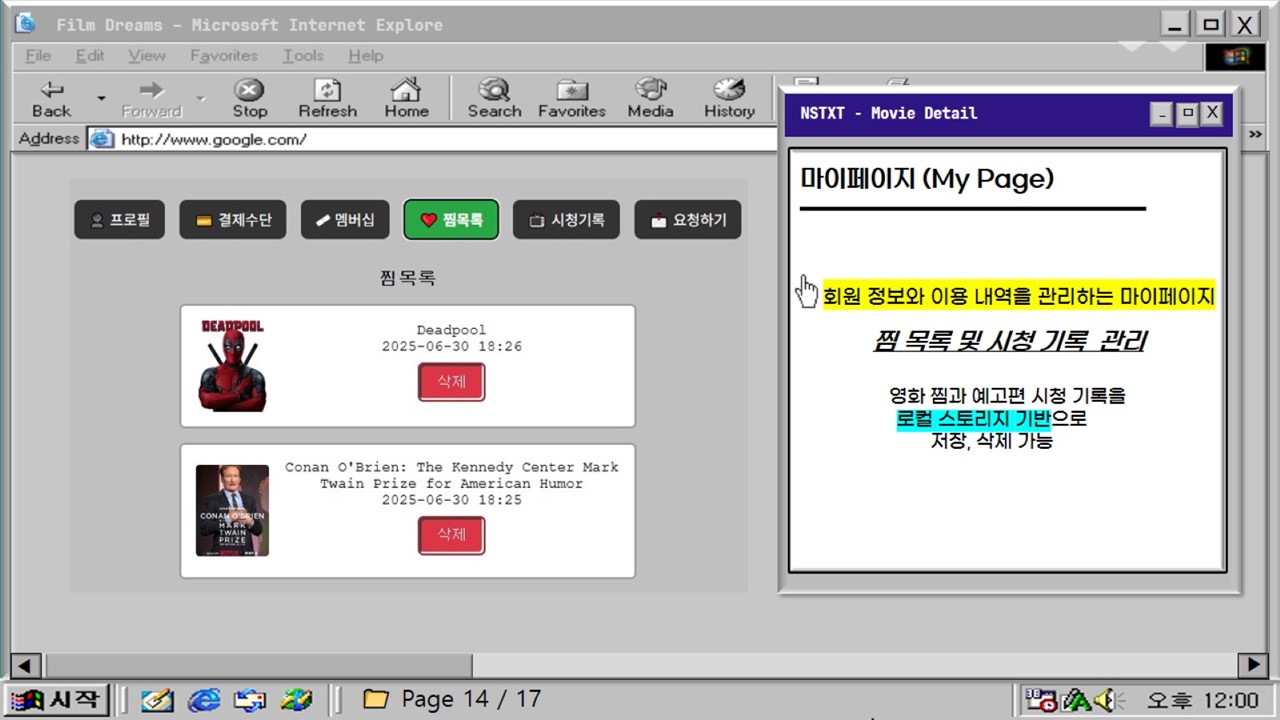 Film Dreams - Microsoft Internet Explore
File Edit View Favorites Tools Help
Back Forward Stop Refresh Home Search Favorites Media History
Address http://www.google.com/
프로필 결제수단 멤버십 찜목록 시청기록 요청하기
찜목록
DEADPOOL
Deadpool
2025-06-30 18:26
삭제
CONAN O'BRIEN
MARK
TWAIN
PRIZE
Conan O'Brien: The Kennedy Center Mark
Twain Prize for American Humor
2025-06-30 18:25
삭제
NSTXT - Movie Detail
마이페이지 (My Page)
회원 정보와 이용 내역을 관리하는 마이페이지
찜 목록 및 시청 기록 관리
영화 찜과 예고편 시청 기록을
로컬 스토리지 기반으로
저장, 삭제 가능
시작 Page 14 / 17 오후 12:00